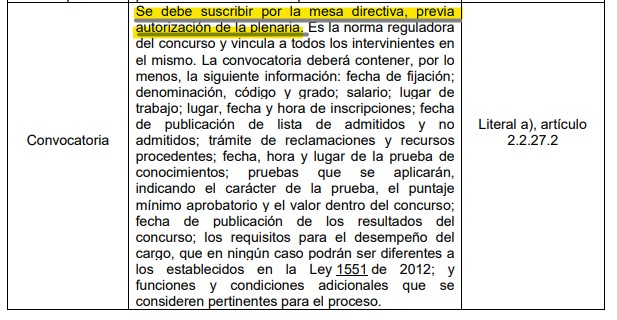 Se debe suscribir por la mesa directiva, previa
autorización de la plenaria. Es la norma reguladora
del concurso y vincula a todos los intervinientes en
el mismo. La convocatoria deberá contener, por lo
menos, la siguiente información: fecha de fijación;
denominación, código y grado; salario; lugar de
trabajo; lugar, fecha y hora de inscripciones; fecha
de publicación de lista de admitidos y no
admitidos; trámite de reclamaciones y recursos
procedentes; fecha, hora y lugar de la prueba de
conocimientos; pruebas que se aplicarán,
indicando el carácter de la prueba, el puntaje
mínimo aprobatorio y el valor dentro del concurso;
fecha de publicación de los resultados del
concurso; los requisitos para el desempeño del
cargo, que en ningún caso podrán ser diferentes a
los establecidos en la Ley 1551 de 2012; y
funciones y condiciones adicionales que se
consideren pertinentes para el proceso.
Convocatoria
Literal a), artículo
2.2.27.2